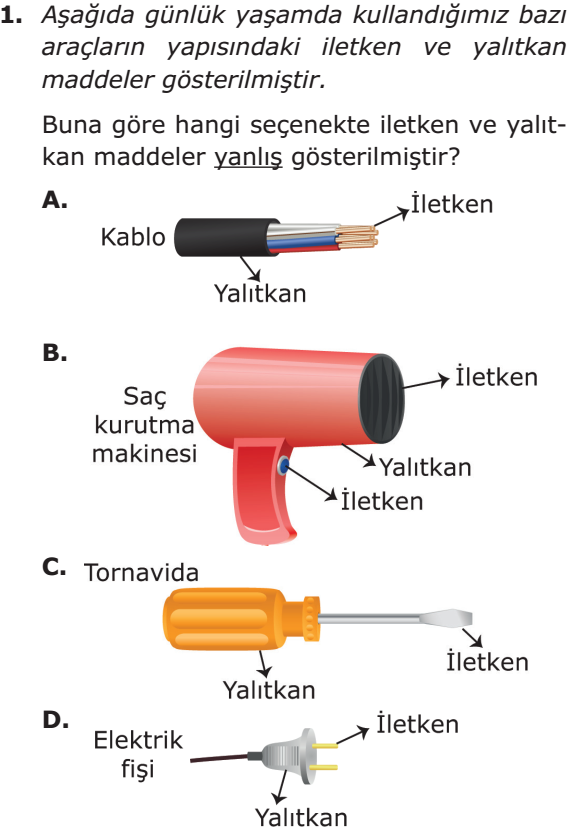 1. Aşağıda günlük yaşamda kullandığımız bazı
araçların yapısındaki iletken ve yalıtkan
maddeler gösterilmiştir.
Buna göre hangi seçenekte iletken ve yalıt-
kan maddeler yanlış gösterilmiştir?
A.
İletken
Kablo
Yalıtkan
B.
İletken
Saç
kurutma
makinesi
Yalıtkan
İletken
C. Tornavida
İletken
Yalıtkan
D.
İletken
Elektrik
fişi
Yalıtkan